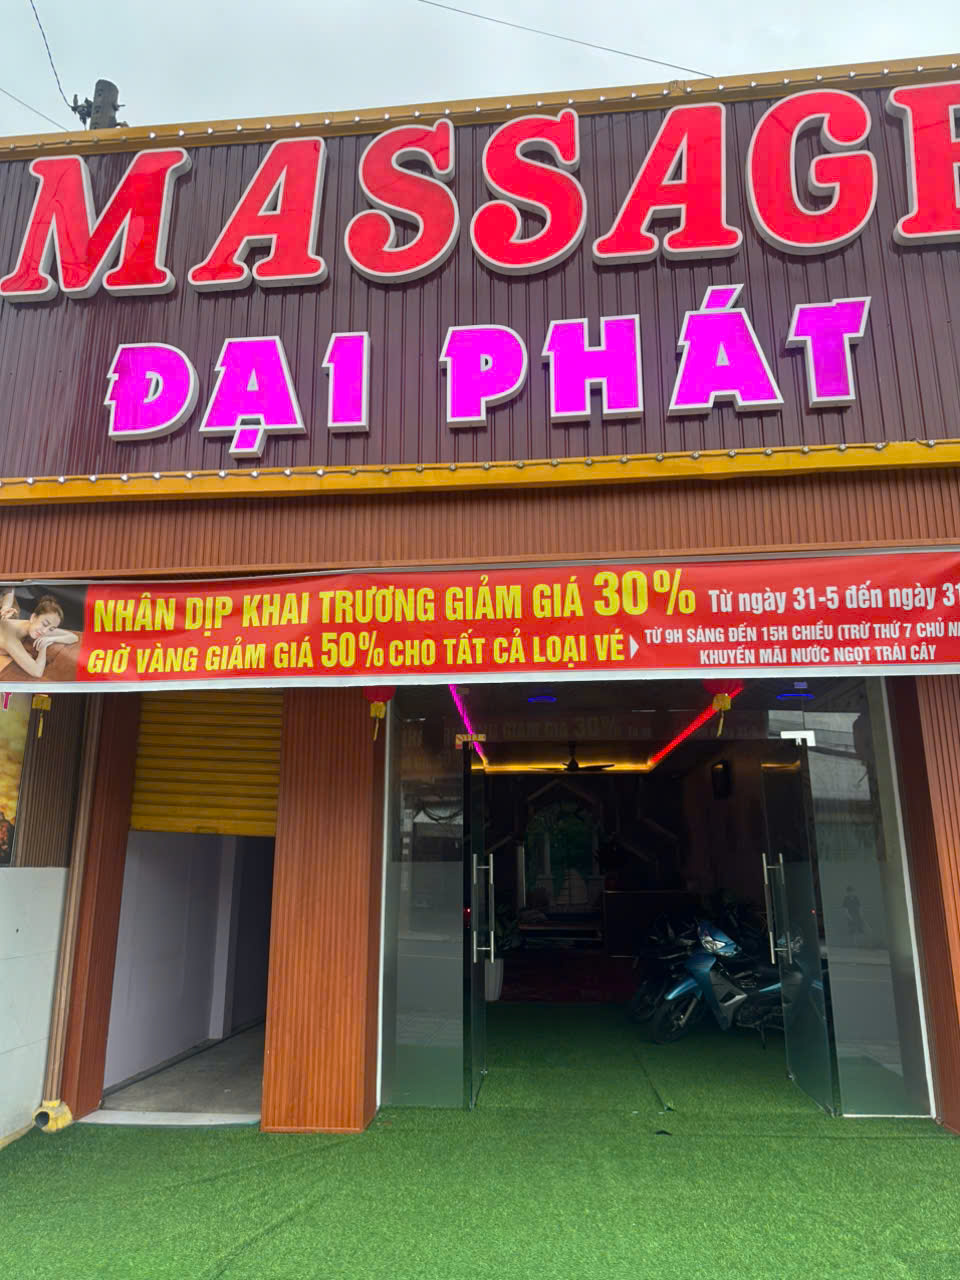 MASSAGE
ĐẠI PHÁT
NHÂN DỊP KHAI TRƯƠNG GIẢM GIÁ 30% Từ ngày 31-5 đến ngày 31
GIỜ VÀNG GIẢM GIÁ 50% CHO TẤT CẢ LOẠI VÉ TỪ 9H SÁNG ĐẾN 15H CHIỀU (TRỪ THỨ 7 CHỦ N
KHUYẾN MÃI NƯỚC NGỌT TRÁI CÂY